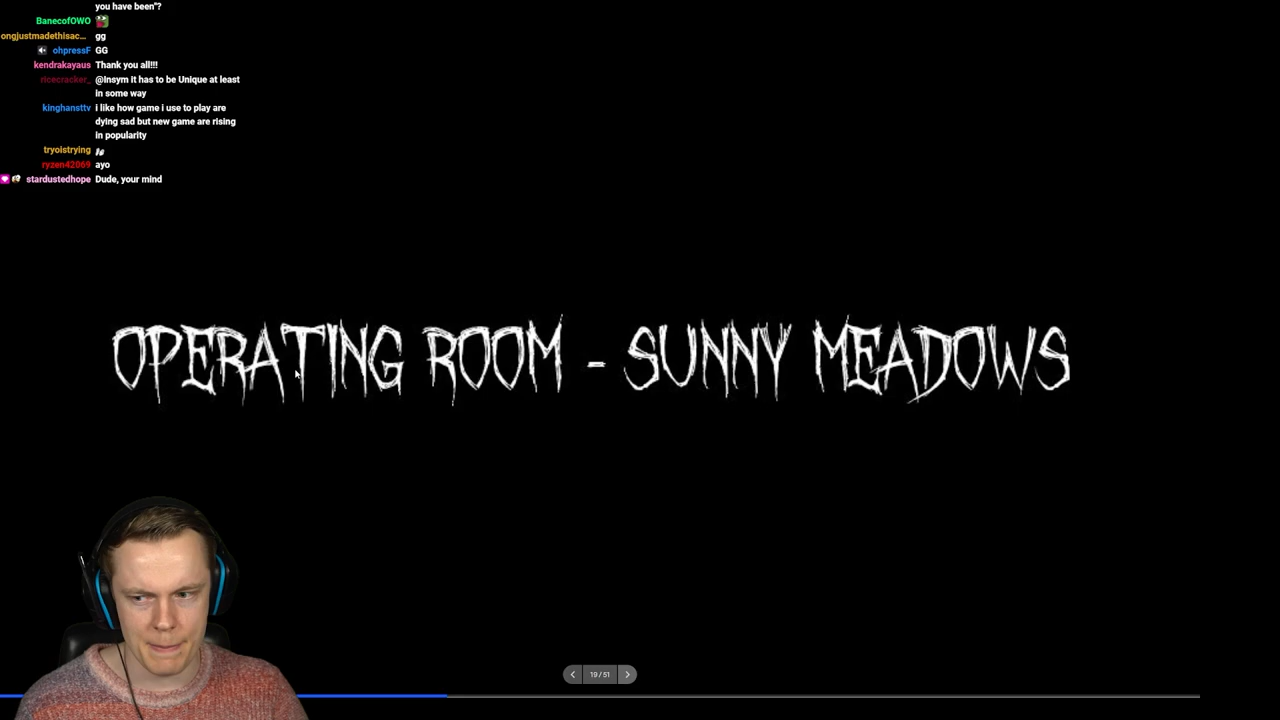 you have been"?
BanecofOWO
ongjustmadethisac... gg
ohpressF GG
kendrakayaus Thank you all!!!
ricecracker_ @Insym it has to be Unique at least
in some way
kinghansttv i like how game i use to play are
dying sad but new game are rising
in popularity
tryoistrying
ryzen42069 ayo
stardustedhope Dude, your mind
OPERATING ROOM - SUNNY MEADOWS
19 / 51